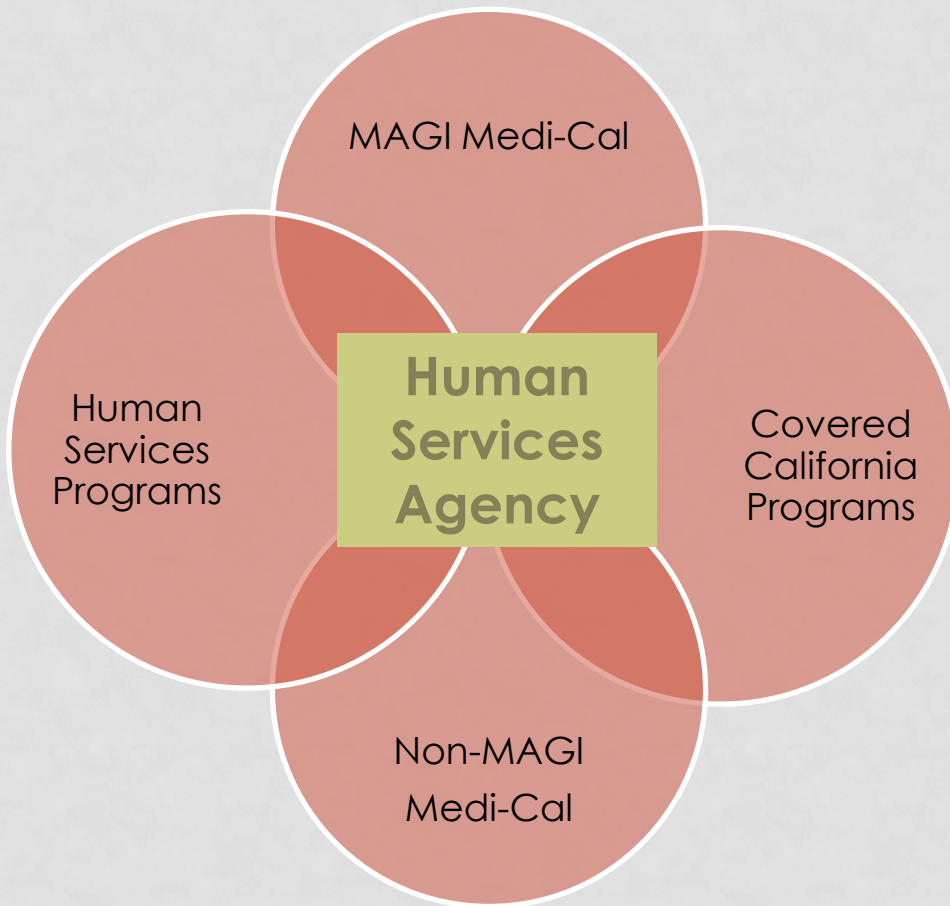 MAGI Medi-Cal
Human
Services
Programs
Human
Services
Agency
Covered
California
Programs
Non-MAGI
Medi-Cal